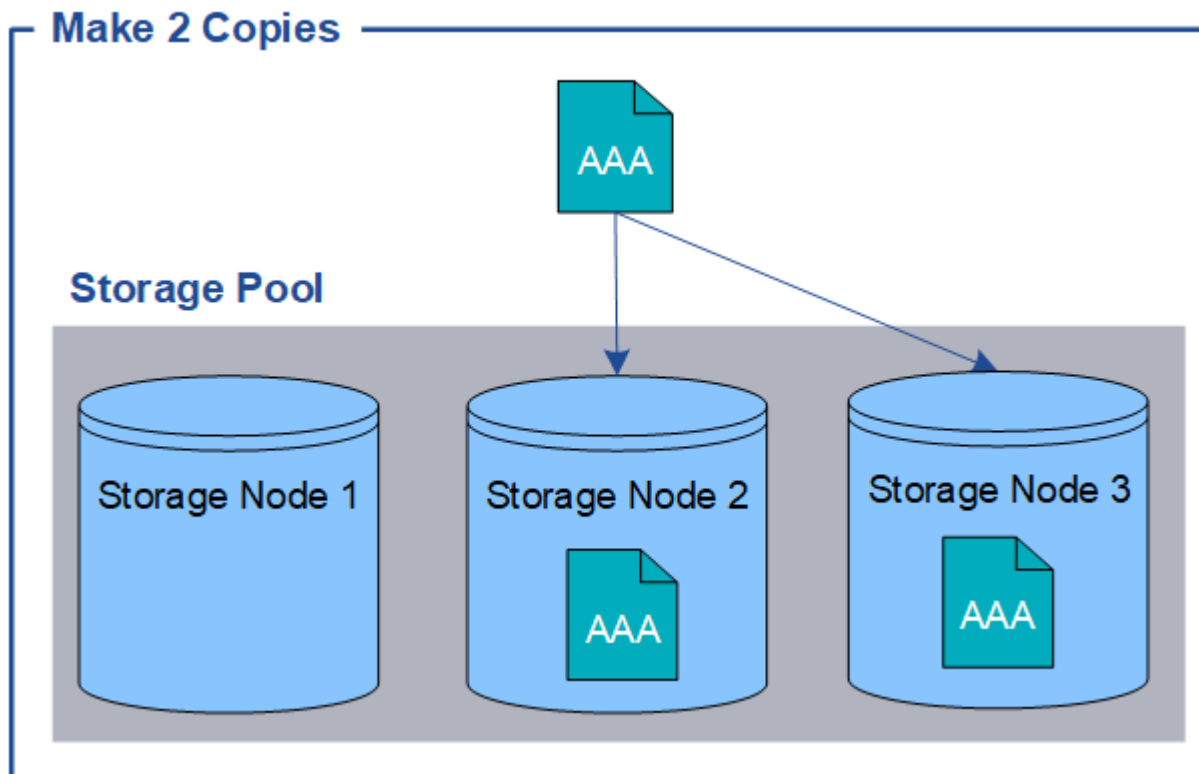 Make 2 Copies
AAA
Storage Pool
Storage Node 1
Storage Node 2
Storage Node 3
AAA
AAA